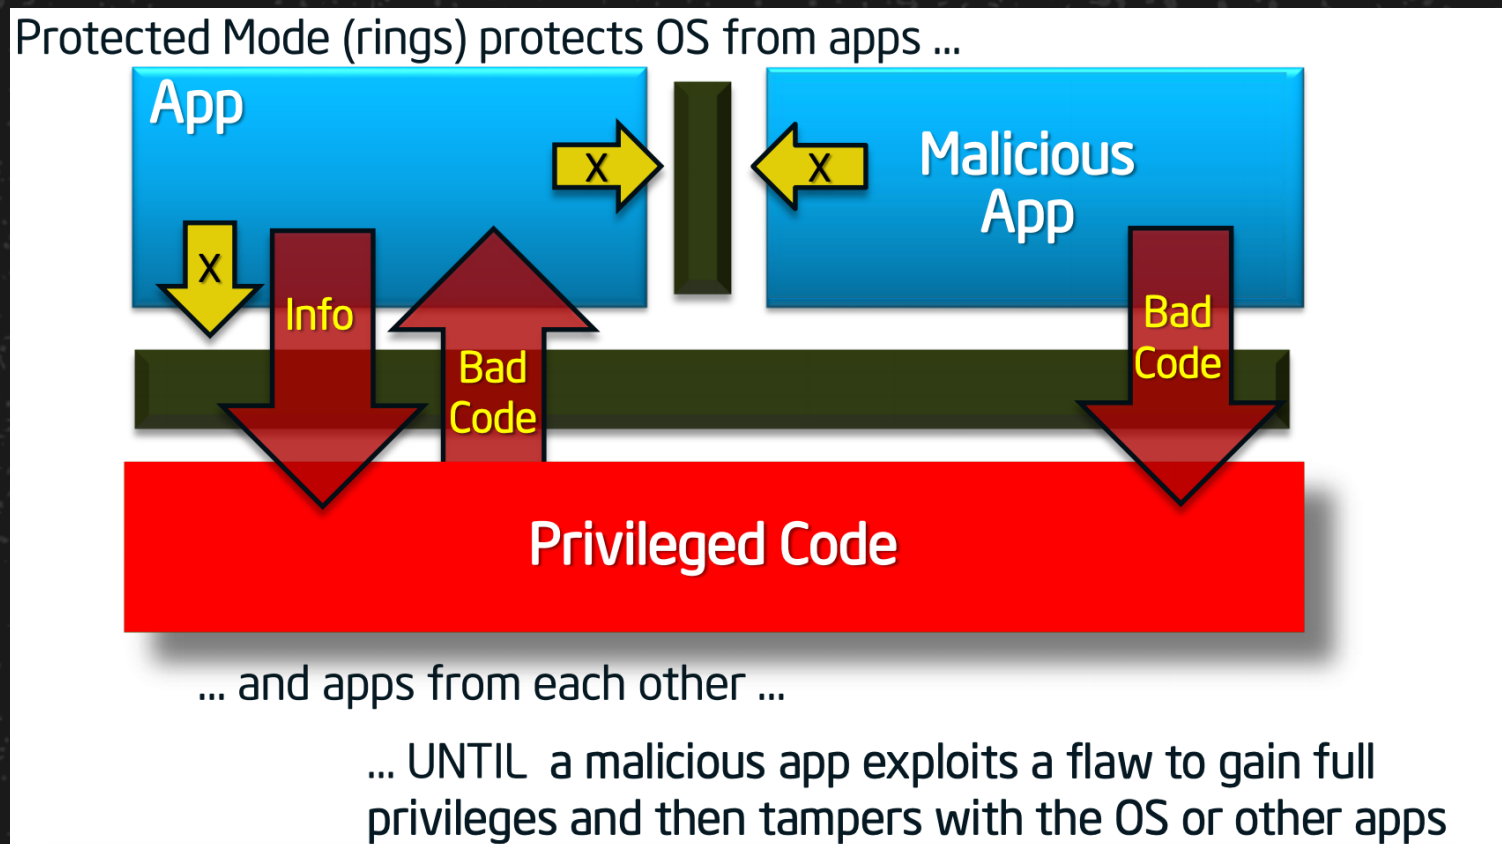 Protected Mode (rings) protects OS from apps ...
App
X
X
Malicious
App
X
Info
Bad
Code
Bad
Code
Privileged Code
... and apps from each other ...
... UNTIL a malicious app exploits a flaw to gain full
privileges and then tampers with the OS or other apps